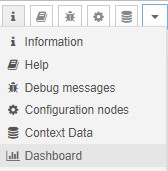 Information
Help
Debug messages
Configuration nodes
Context Data
Dashboard